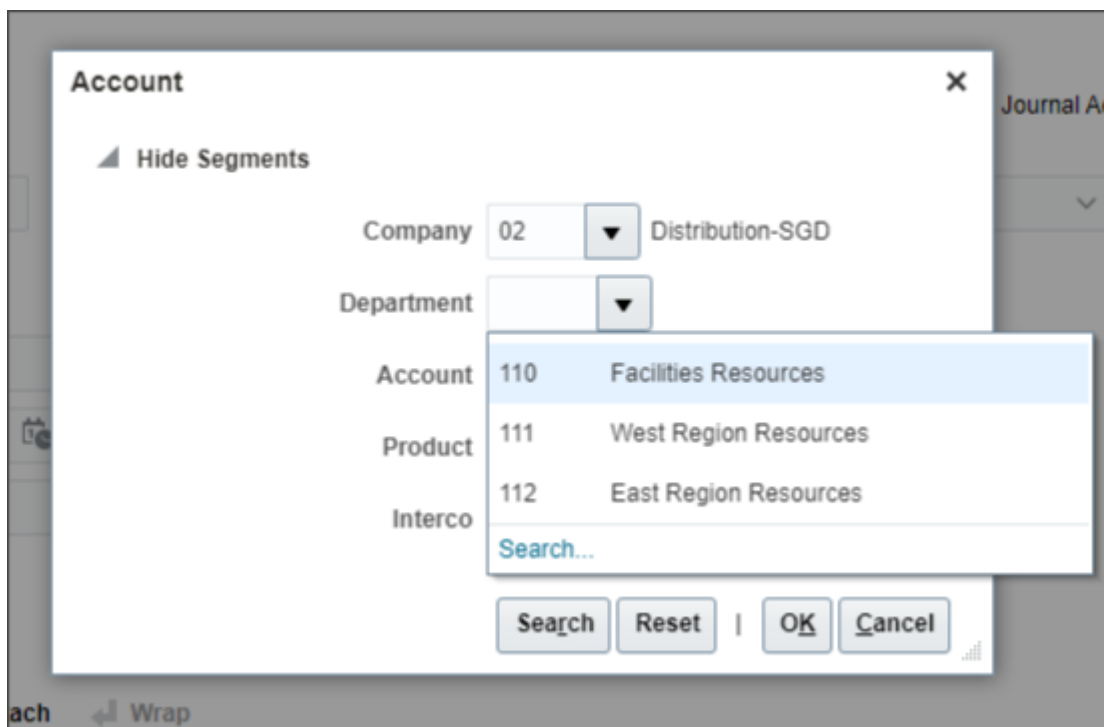 Account
Journal A
Hide Segments
Company 02 Distribution-SGD
Department
Account 110 Facilities Resources
111 West Region Resources
Product
112 East Region Resources
Interco
Search...
Search Reset | OK Cancel
ach Wrap